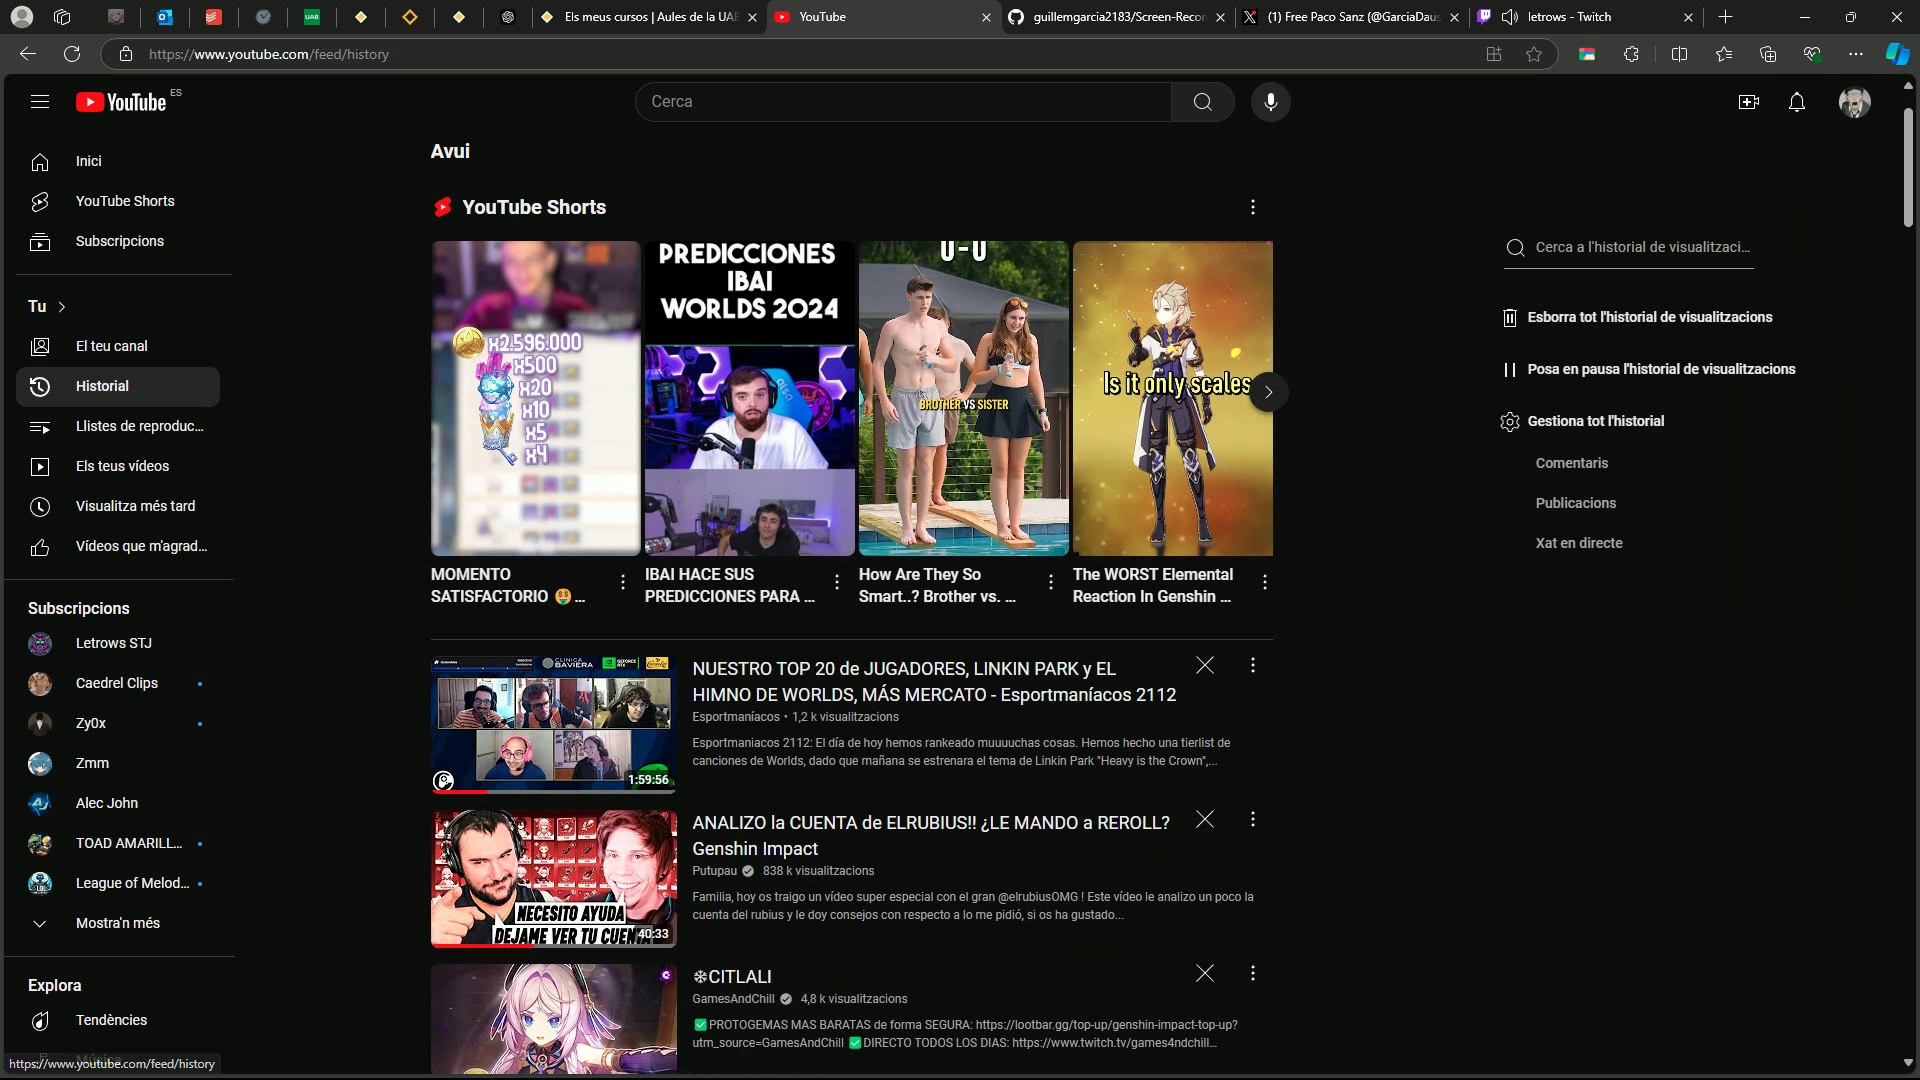 Els meus cursos | Aules de la UAB
YouTube
guillemgarcia2183/Screen-Recor
(1) Free Paco Sanz (@GarciaDaus
letrows - Twitch
https://www.youtube.com/feed/history
YouTube ES
Cerca
Inici
YouTube Shorts
Subscripcions
Tu
El teu canal
Historial
Llistes de reproduc...
Els teus vídeos
Visualitza més tard
Vídeos que m'agrad...
Subscripcions
Letrows STJ
Caedrel Clips
Zy0x
Zmm
Alec John
TOAD AMARILL...
League of Melod...
Mostra'n més
Explora
Tendències
Música
https://www.youtube.com/feed/history
Avui
YouTube Shorts
x2.596.000
x500
x20
x10
x5
x4
MOMENTO
SATISFACTORIO 🤑 ...
PREDICCIONES
IBAI
WORLDS 2024
IBAI HACE SUS
PREDICCIONES PARA ...
0-0
BROTHER VS SISTER
How Are They So
Smart..? Brother vs. ...
Is it only scales
The WORST Elemental
Reaction In Genshin ...
CLINICA BAVIERA
GEFORCE RTX
1:59:56
NUESTRO TOP 20 de JUGADORES, LINKIN PARK y EL
HIMNO DE WORLDS, MÁS MERCATO - Esportmaníacos 2112
Esportmaníacos • 1,2 k visualitzacions
Esportmaniacos 2112: El día de hoy hemos rankeado muuuuchas cosas. Hemos hecho una tierlist de
canciones de Worlds, dado que mañana se estrenara el tema de Linkin Park "Heavy is the Crown",...
NECESITO AYUDA
DEJAME VER TU CUENTA
40:33
ANALIZO la CUENTA de ELRUBIUS!! ¿LE MANDO a REROLL?
Genshin Impact
Putupau 838 k visualitzacions
Familia, hoy os traigo un vídeo super especial con el gran @elrubiusOMG ! Este vídeo le analizo un poco la
cuenta del rubius y le doy consejos con respecto a lo me pidió, si os ha gustado...
❄CITLALI
GamesAndChill 4,8 k visualitzacions
✅PROTOGEMAS MAS BARATAS de forma SEGURA: https://lootbar.gg/top-up/genshin-impact-top-up?
utm_source=GamesAndChill ✅DIRECTO TODOS LOS DIAS: https://www.twitch.tv/games4ndchill...
Cerca a l'historial de visualitzaci...
Esborra tot l'historial de visualitzacions
Posa en pausa l'historial de visualitzacions
Gestiona tot l'historial
Comentaris
Publicacions
Xat en directe